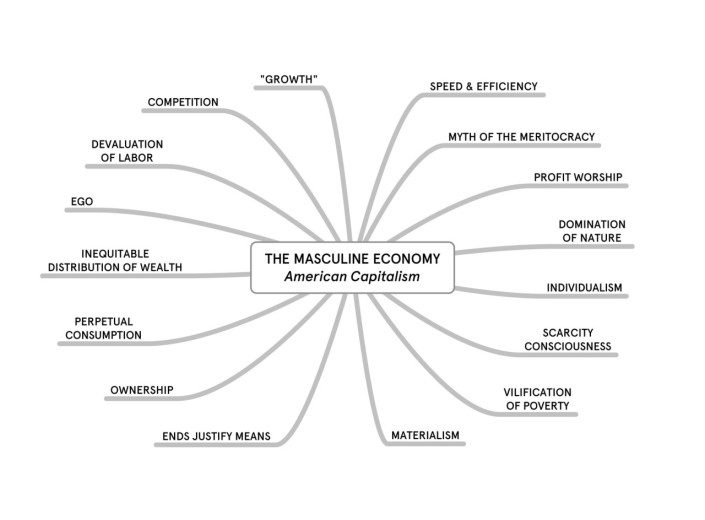 "GROWTH"
SPEED & EFFICIENCY
COMPETITION
MYTH OF THE MERITOCRACY
DEVALUATION
OF LABOR
PROFIT WORSHIP
EGO
DOMINATION
OF NATURE
INEQUITABLE
DISTRIBUTION OF WEALTH
THE MASCULINE ECONOMY
American Capitalism
INDIVIDUALISM
PERPETUAL
CONSUMPTION
SCARCITY
CONSCIOUSNESS
OWNERSHIP
VILIFICATION
OF POVERTY
ENDS JUSTIFY MEANS
MATERIALISM